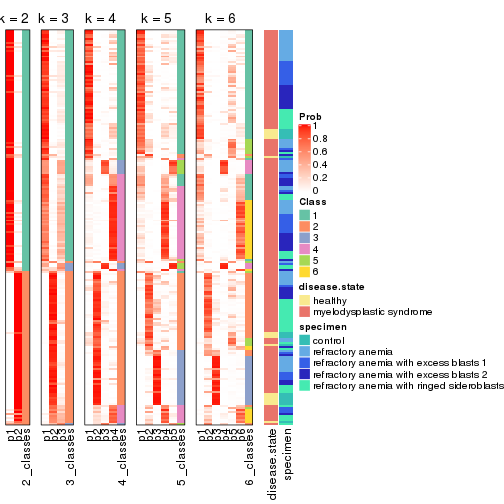 k = 2 k = 3 k = 4 k = 5 k = 6
Prob
1
0.8
0.6
0.4
0.2
0
Class
1
2
3
4
5
6
disease.state
healthy
myelodysplastic syndrome
specimen
control
refractory anemia
refractory anemia with excess blasts 1
refractory anemia with excess blasts 2
refractory anemia with ringed sideroblasts
p1
p2
2_classes
p1
p2
p3
3_classes
p1
p2
p3
p4
4_classes
p1
p2
p3
p4
p5
5_classes
p1
p2
p3
p4
p5
p6
6_classes
disease.state
specimen